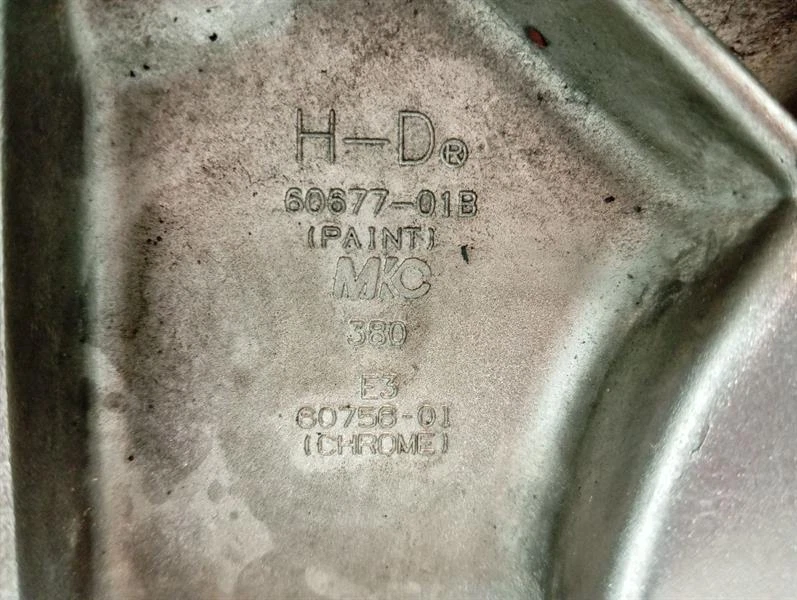 H-D®
60677-01B
(PAINT)
MKC
380
E3
60756-01
(CHROME)